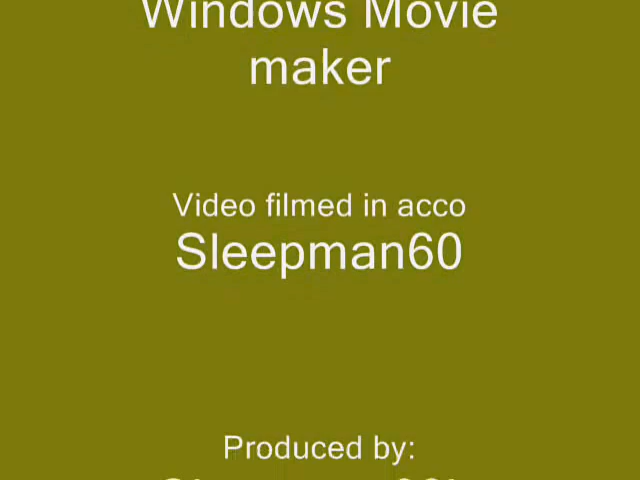 Windows Movie
maker
Video filmed in acco
Sleepman60
Produced by: